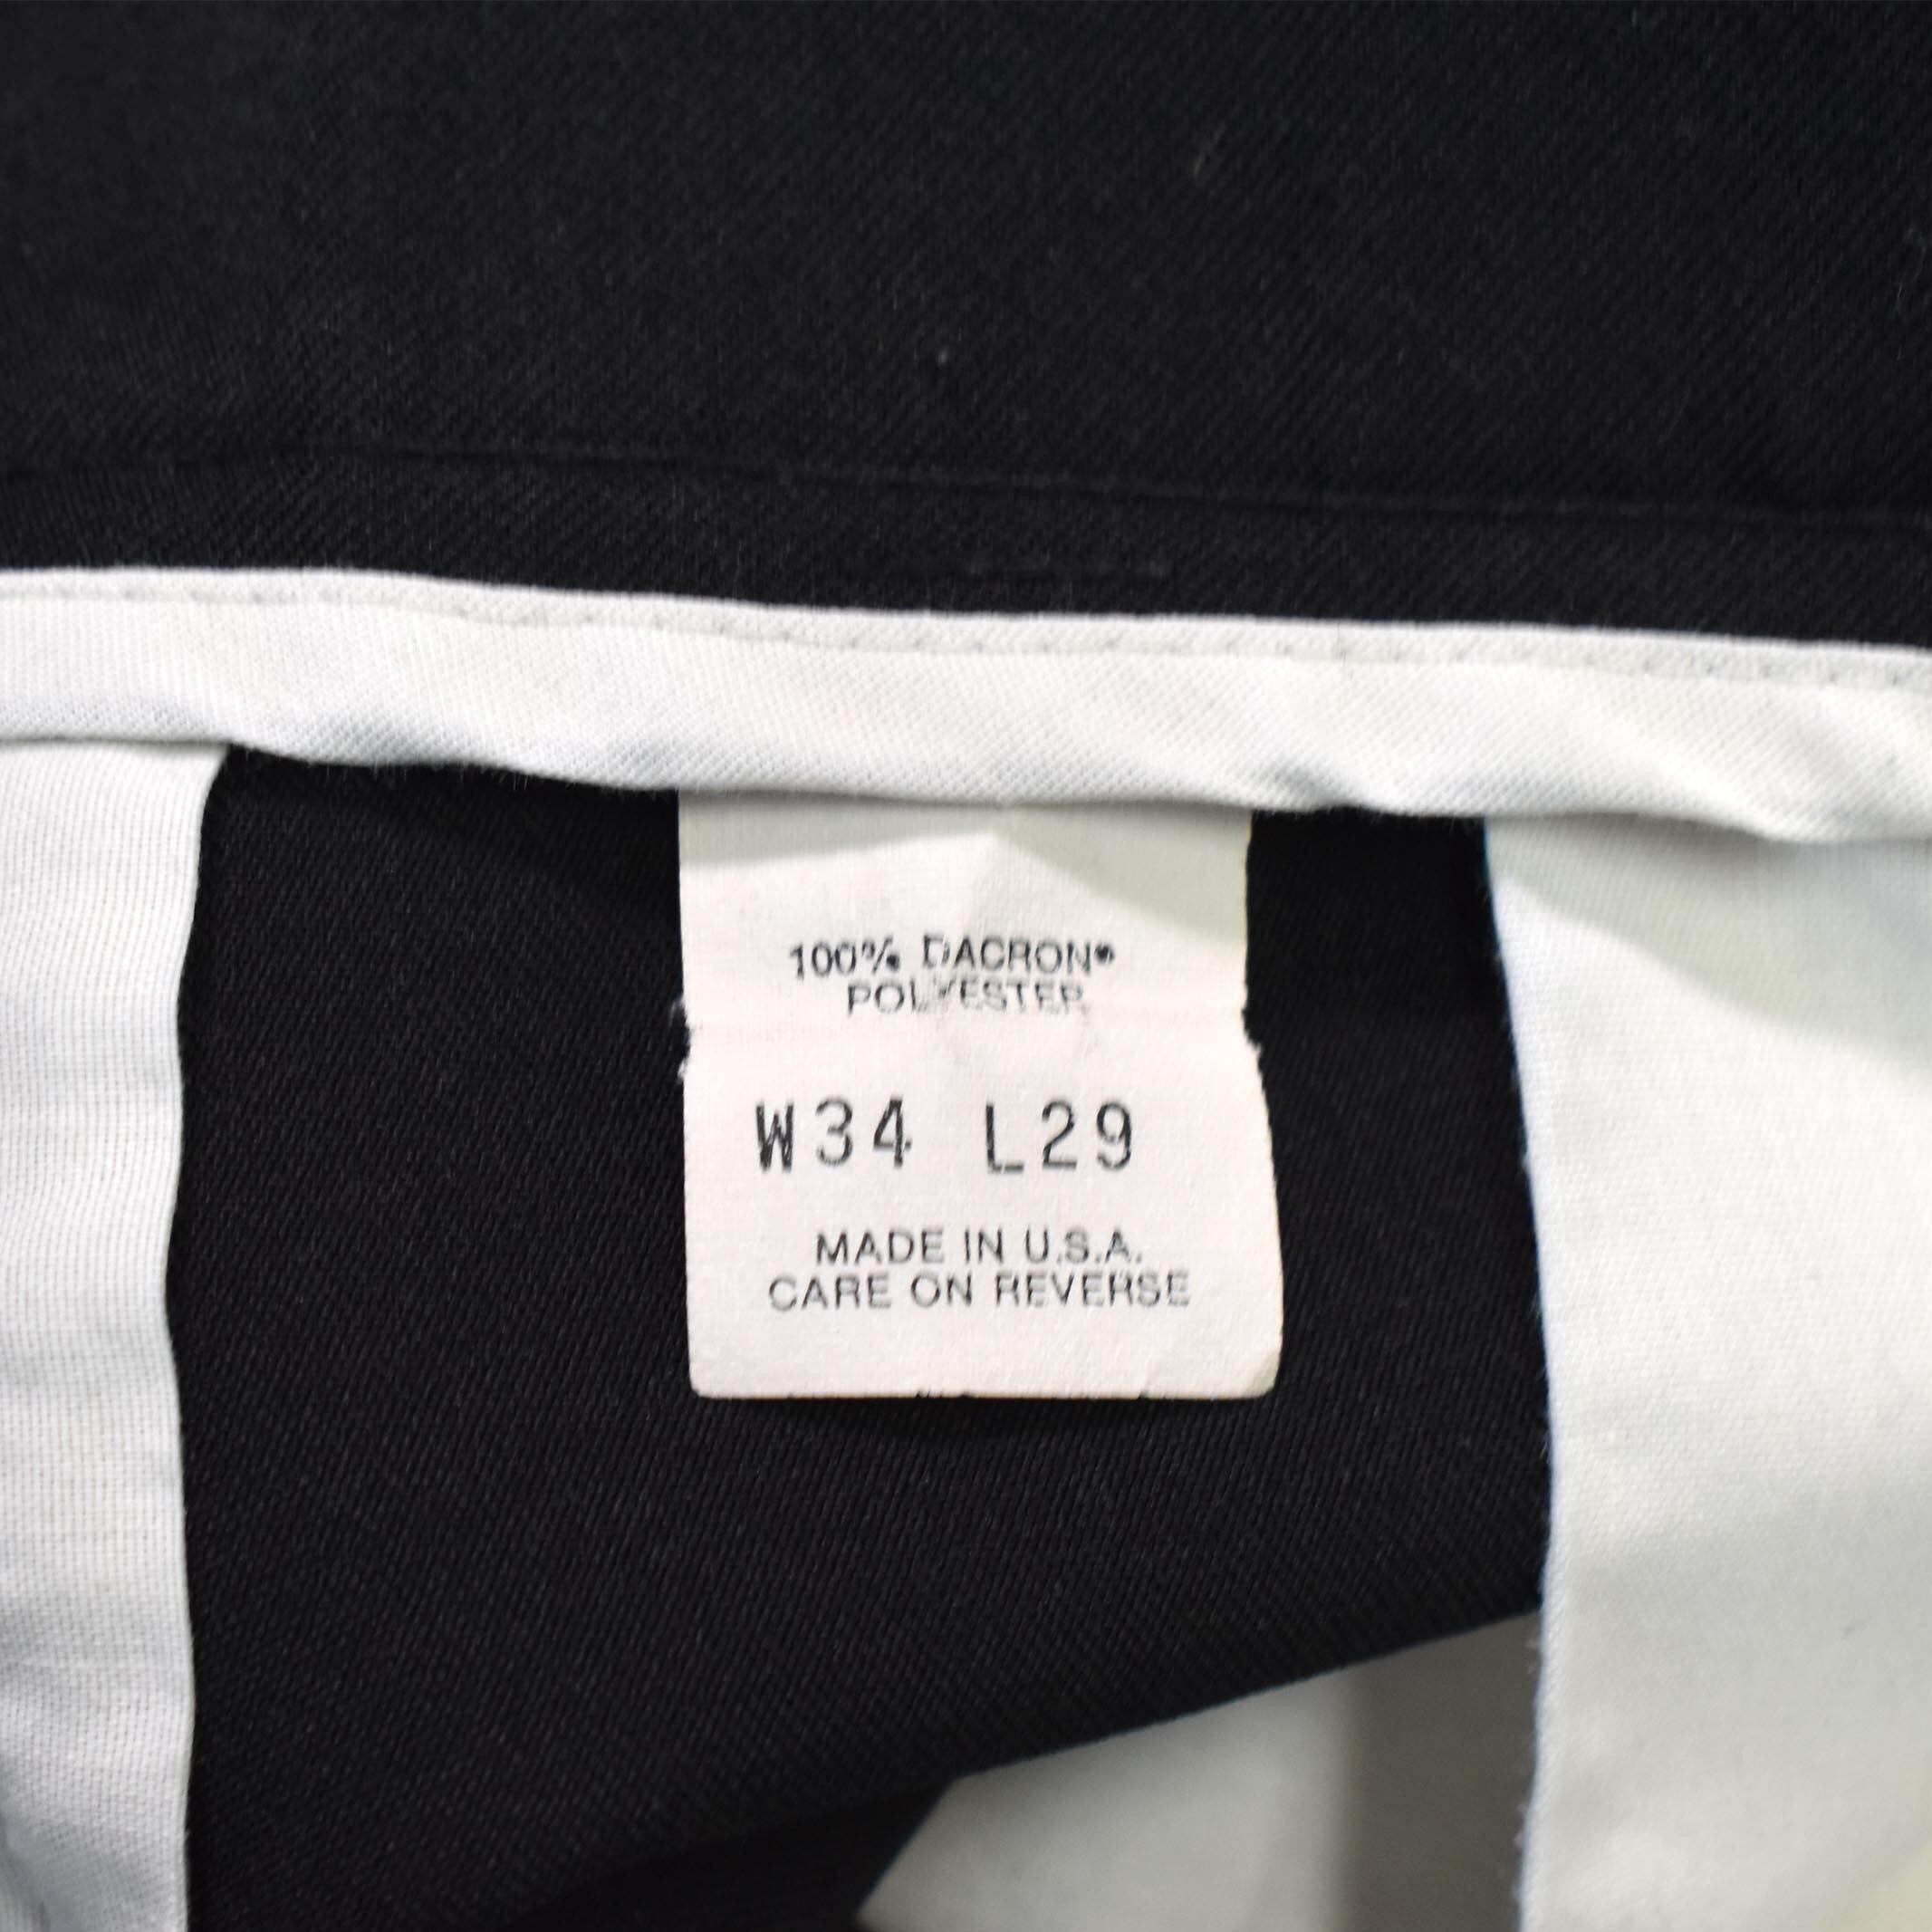 100% DACRON®
POLYESTER
W34 L29
MADE IN U.S.A.
CARE ON REVERSE